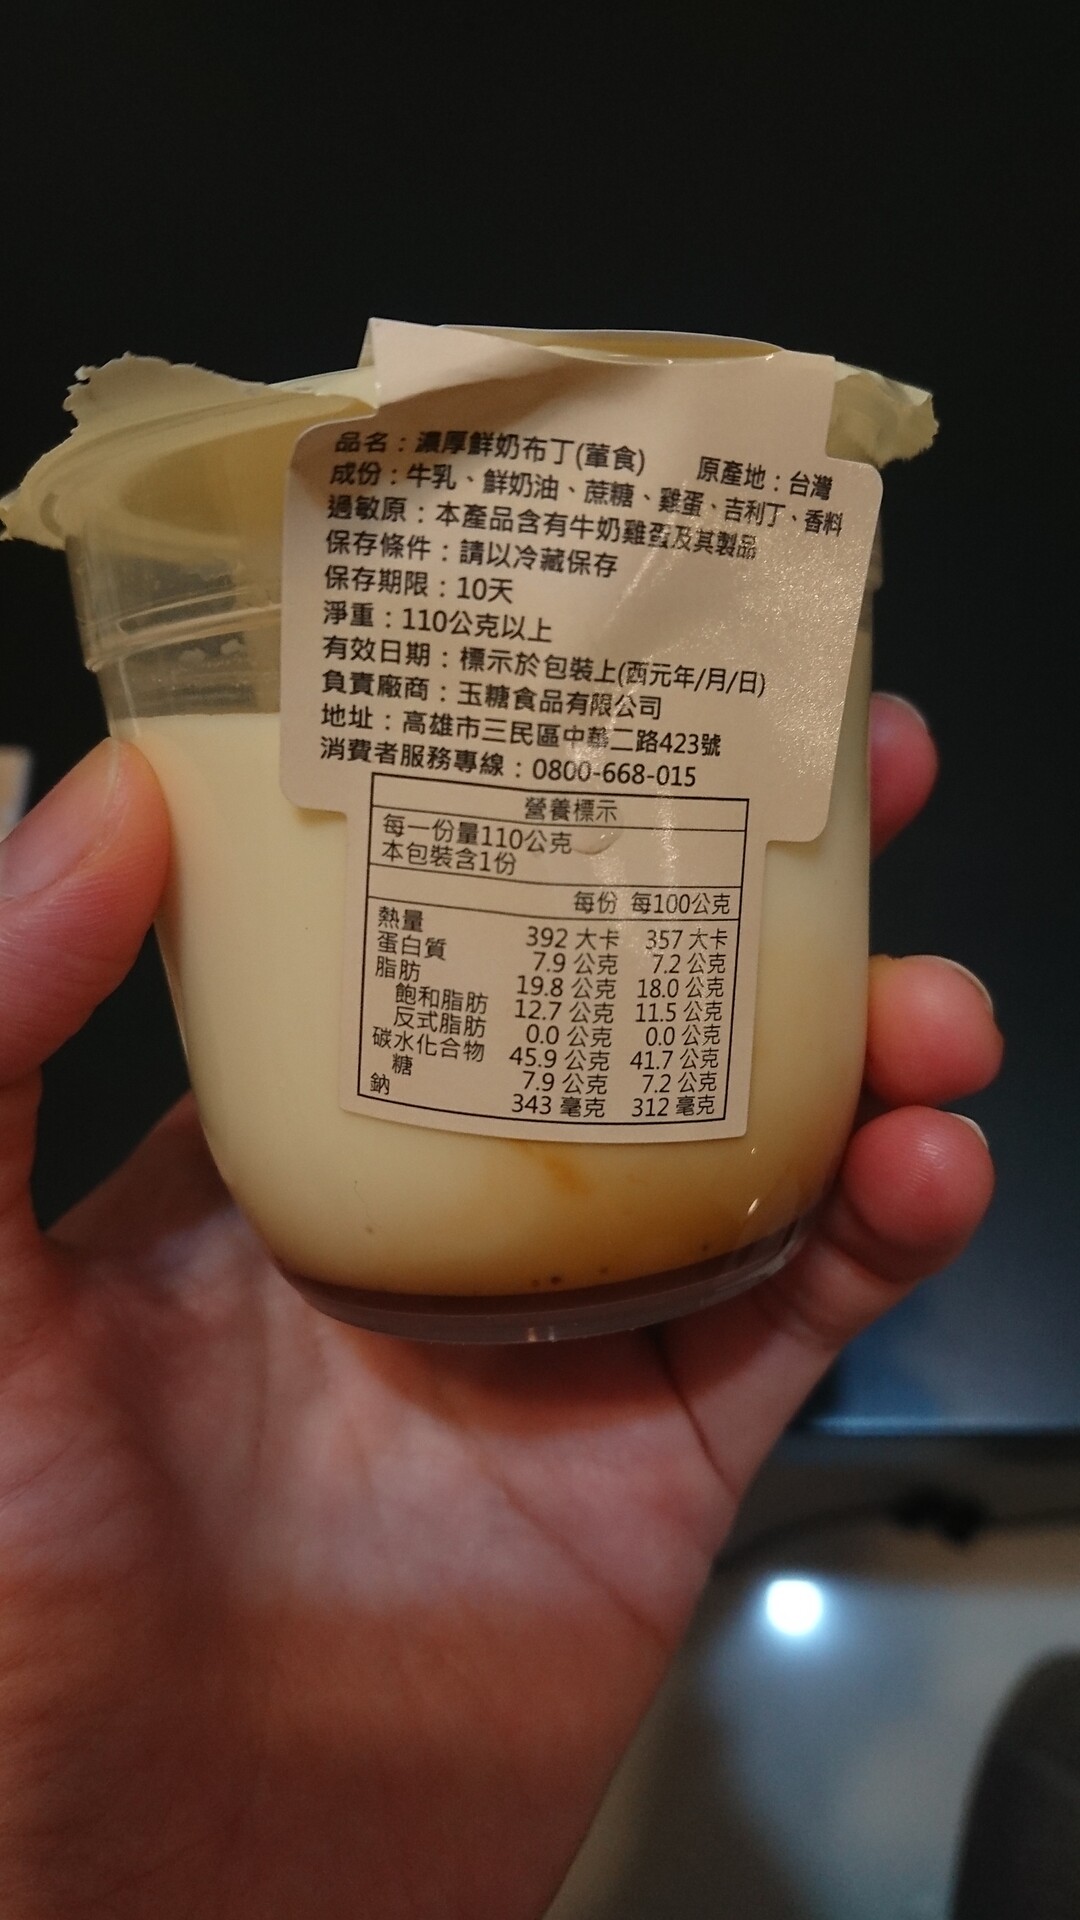 品名：濃厚鮮奶布丁(葷食) 原產地：台灣
成份：牛乳、鮮奶油、蔗糖、雞蛋、吉利丁、香料
過敏原：本產品含有牛奶雞蛋及其製品
保存條件：請以冷藏保存
保存期限：10天
淨重：110公克以上
有效日期：標示於包裝上(西元年/月/日)
負責廠商：玉糖食品有限公司
地址：高雄市三民區中華二路423號
消費者服務專線：0800-668-015
營養標示
每一份量110公克
本包裝含1份
每份 每100公克
熱量 392 大卡 357 大卡
蛋白質 7.9 公克 7.2 公克
脂肪 19.8 公克 18.0 公克
飽和脂肪 12.7 公克 11.5 公克
反式脂肪 0.0 公克 0.0 公克
碳水化合物 45.9 公克 41.7 公克
糖 7.9 公克 7.2 公克
鈉 343 毫克 312 毫克